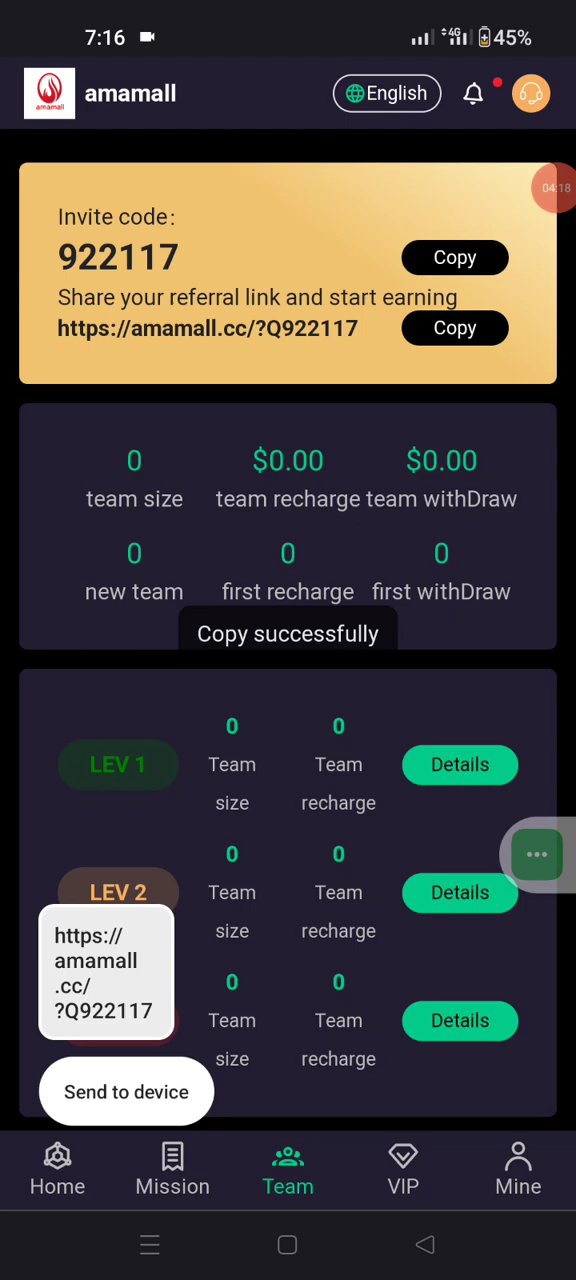 7:16 4G 45%
amamall amamall English
04:18
Invite code:
922117 Copy
Share your referral link and start earning
https://amamall.cc/?Q922117 Copy
0 $0.00 $0.00
team size team recharge team withDraw
0 0 0
new team first recharge first withDraw
Copy successfully
0 0
LEV 1 Team Team Details
size recharge
0 0
LEV 2 Team Team Details
size recharge
https://
amamall
.cc/
?Q922117
0 0
Team Team Details
size recharge
Send to device
Home Mission Team VIP Mine